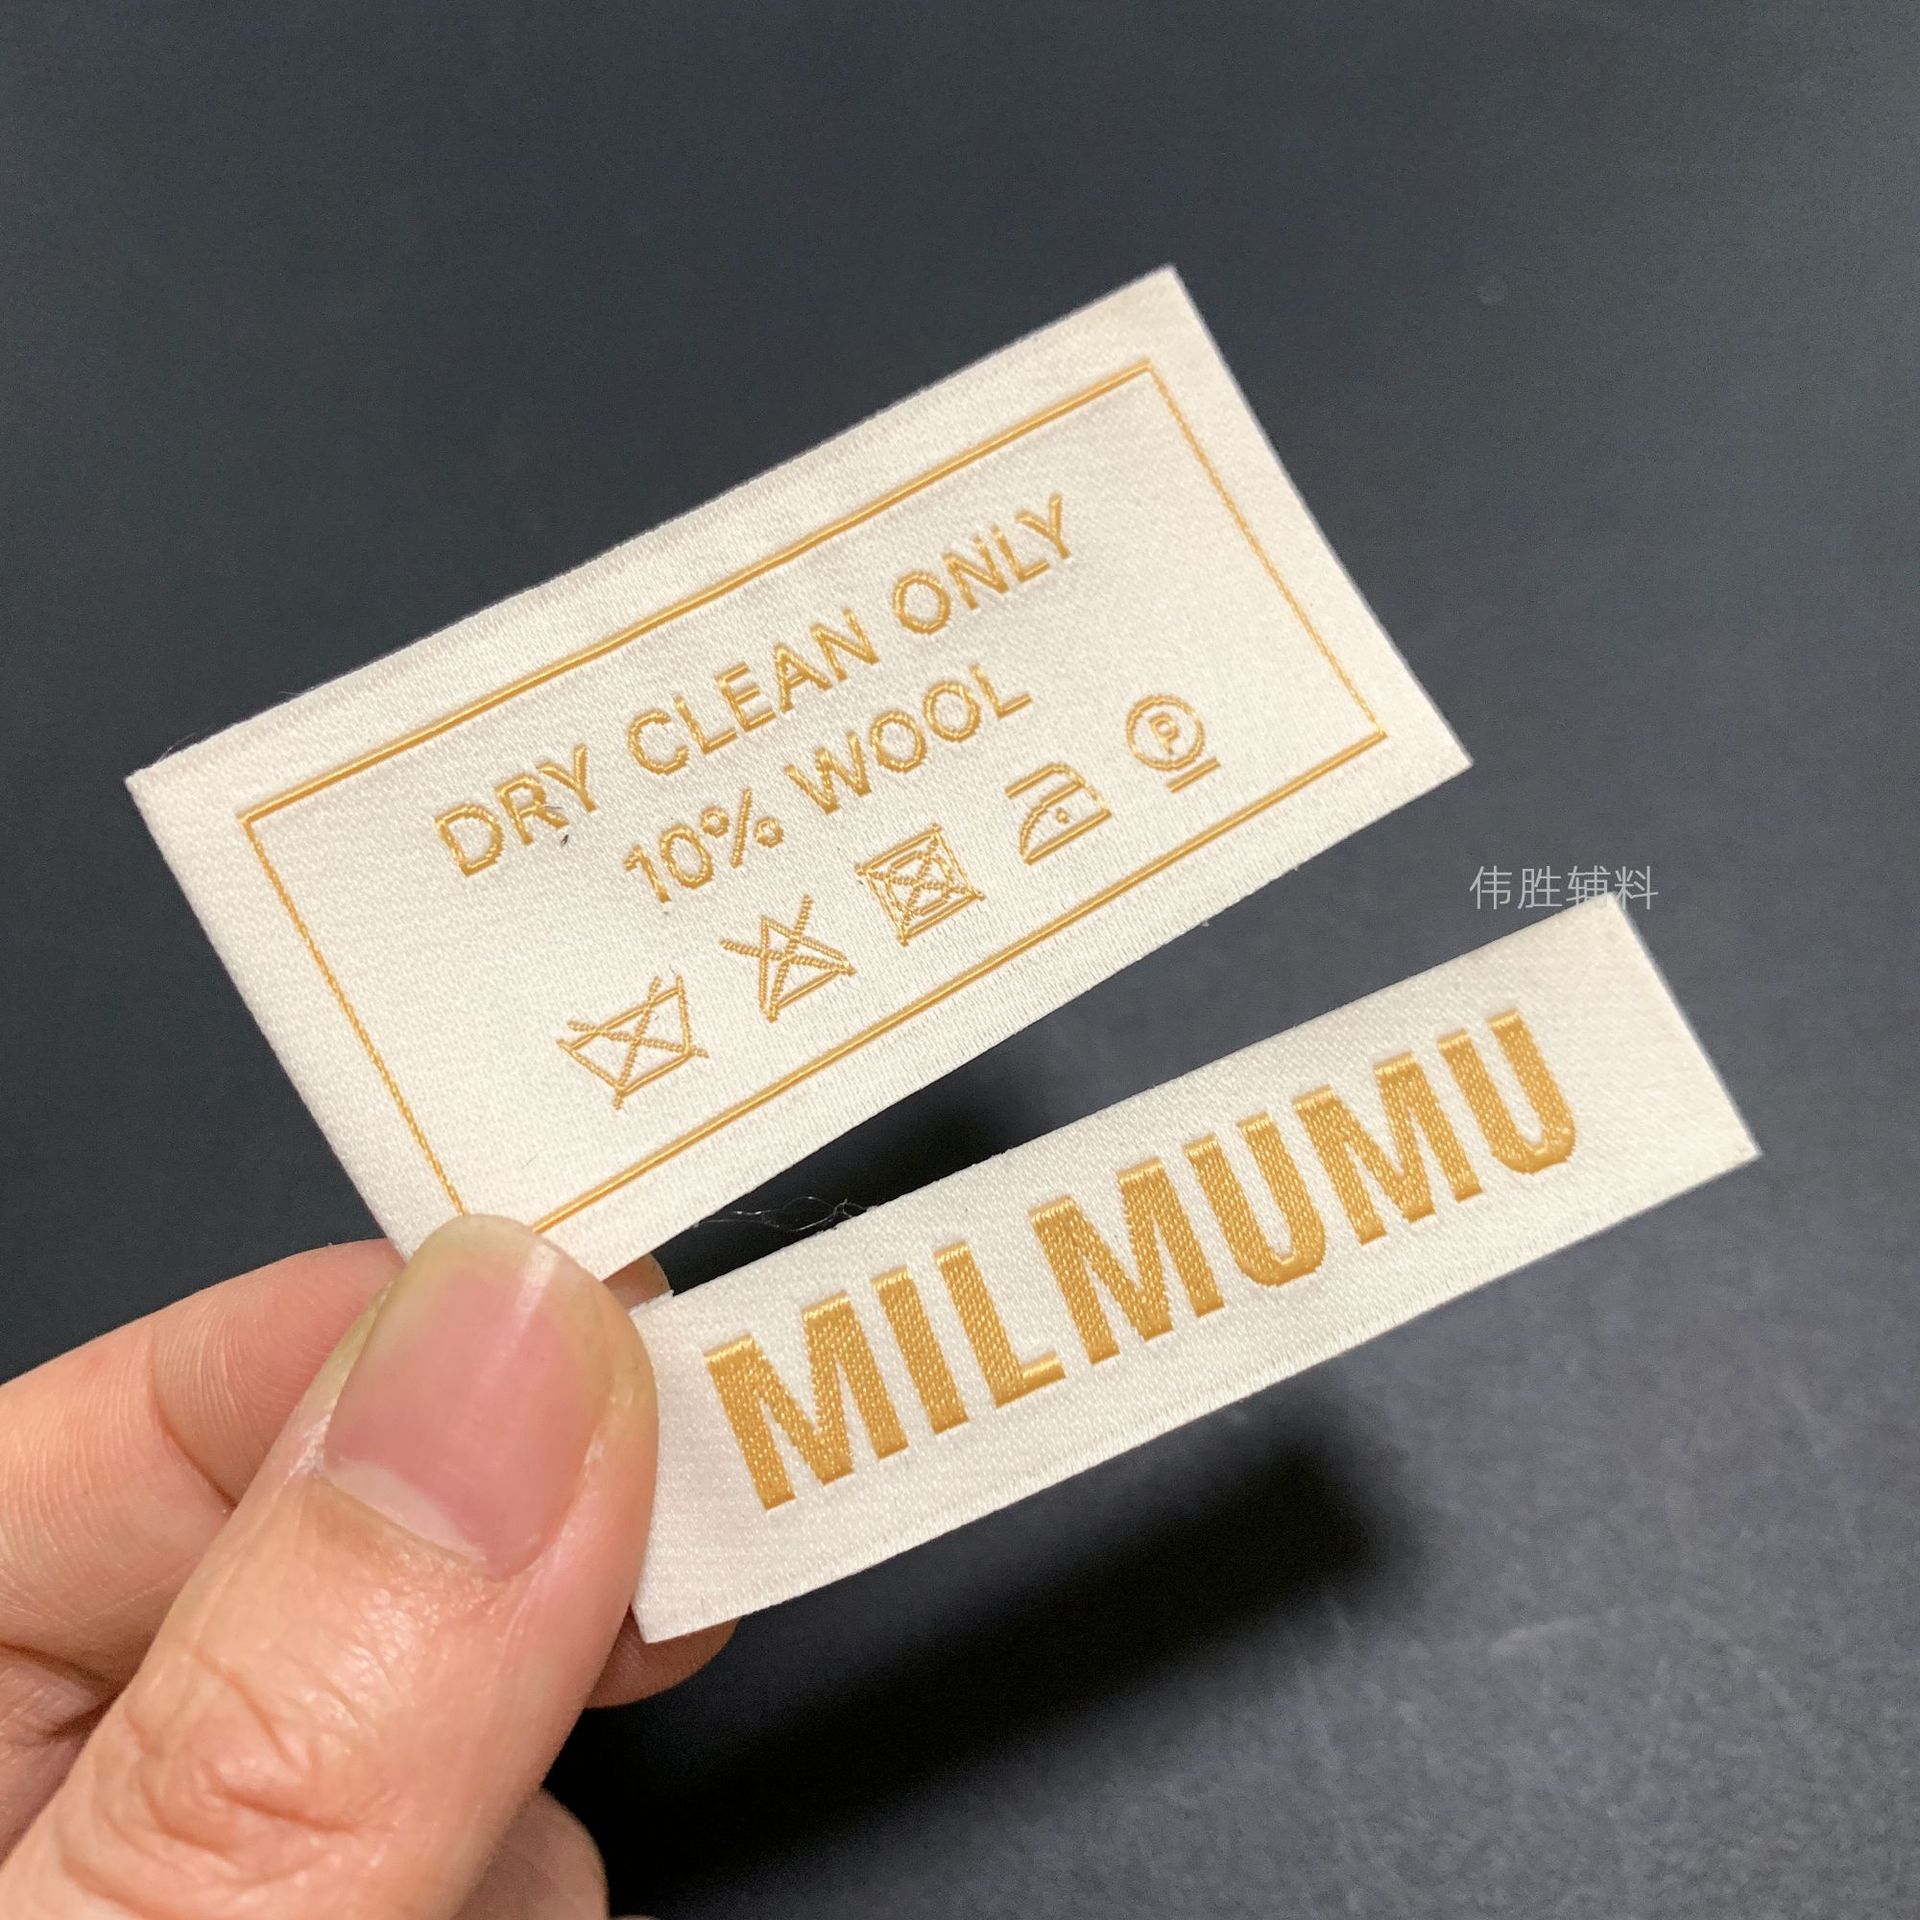 DRY CLEAN ONLY
10% WOOL
P
伟胜辅料
MILMUMU